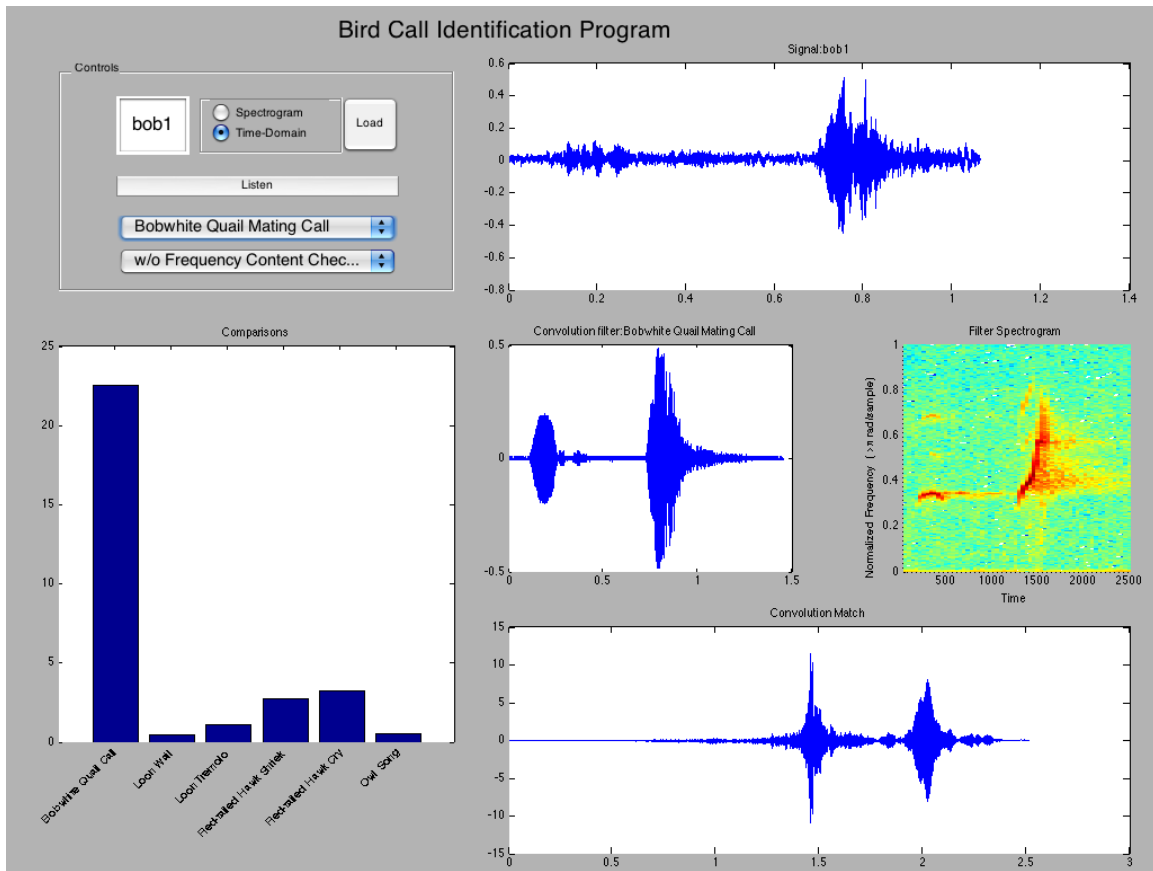 Bird Call Identification Program
Controls
bob1
Spectrogram
Time-Domain
Load
Listen
Bobwhite Quail Mating Call
w/o Frequency Content Chec...
Signal:bob1
0.6
0.4
0.2
0
-0.2
-0.4
-0.6
-0.8
0 0.2 0.4 0.6 0.8 1 1.2 1.4
Comparisons
25
20
15
10
5
0
Bobwhite Quail Call
Loon Wail
Loon Tremolo
Red-tailed Hawk Shriek
Red-tailed Hawk Cry
Owl Song
Convolution filter:Bobwhite Quail Mating Call
0.5
0
-0.5
0 0.5 1 1.5
Filter Spectrogram
Normalized Frequency (×π rad/sample)
1
0.8
0.6
0.4
0.2
0
500 1000 1500 2000 2500
Time
Convolution Match
15
10
5
0
-5
-10
-15
0 0.5 1 1.5 2 2.5 3